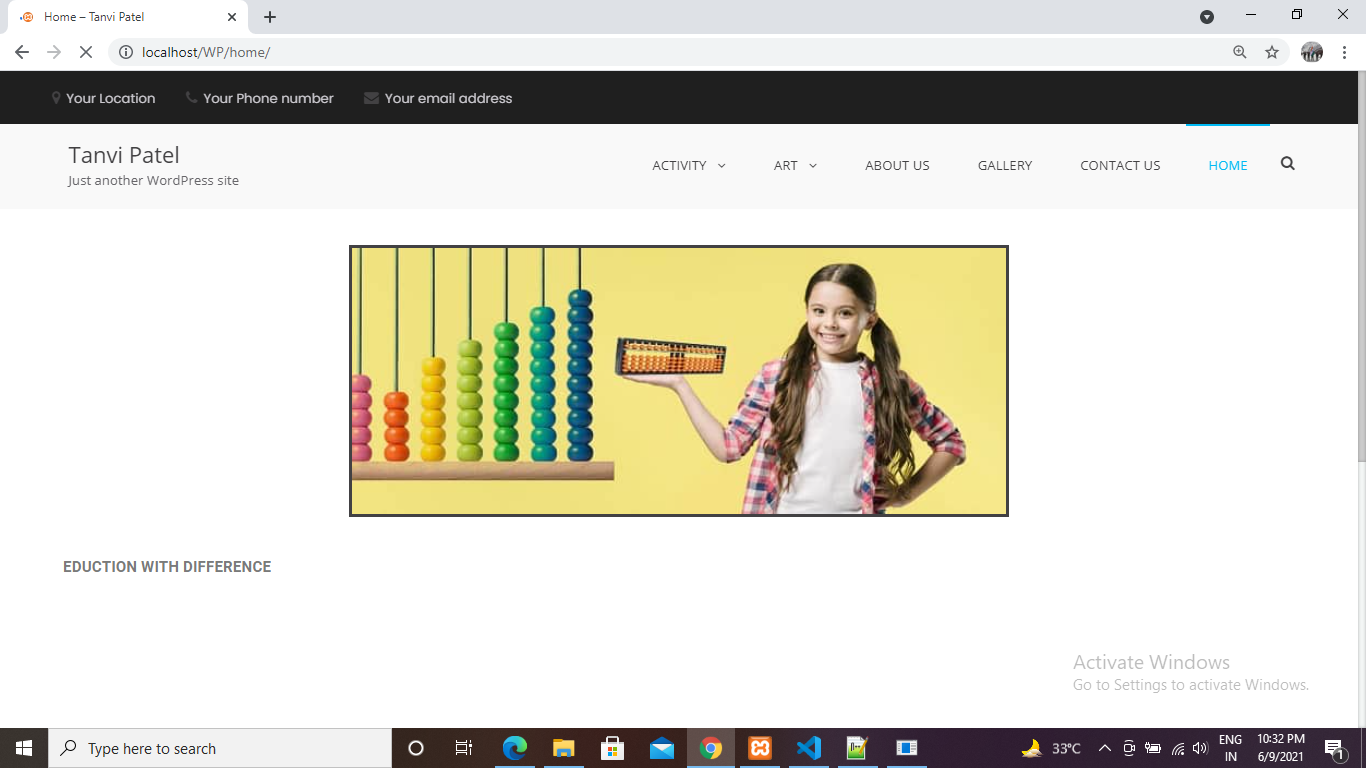 Home – Tanvi Patel
localhost/WP/home/
Your Location Your Phone number Your email address
Tanvi Patel
Just another WordPress site
ACTIVITY ART ABOUT US GALLERY CONTACT US HOME
EDUCTION WITH DIFFERENCE
Activate Windows
Go to Settings to activate Windows.
Type here to search
33°C
ENG
IN
10:32 PM
6/9/2021
1